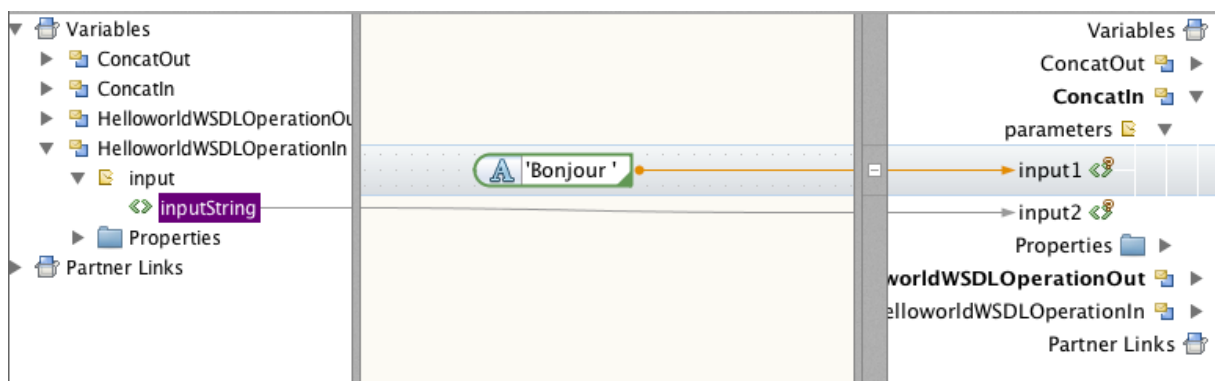 Variables
ConcatOut
ConcatIn
HelloworldWSDLOperationOu
HelloworldWSDLOperationIn
input
inputString
Properties
Partner Links
A 'Bonjour '
Variables
ConcatOut
ConcatIn
parameters
input1
input2
Properties
worldWSDLOperationOut
elloworldWSDLOperationIn
Partner Links